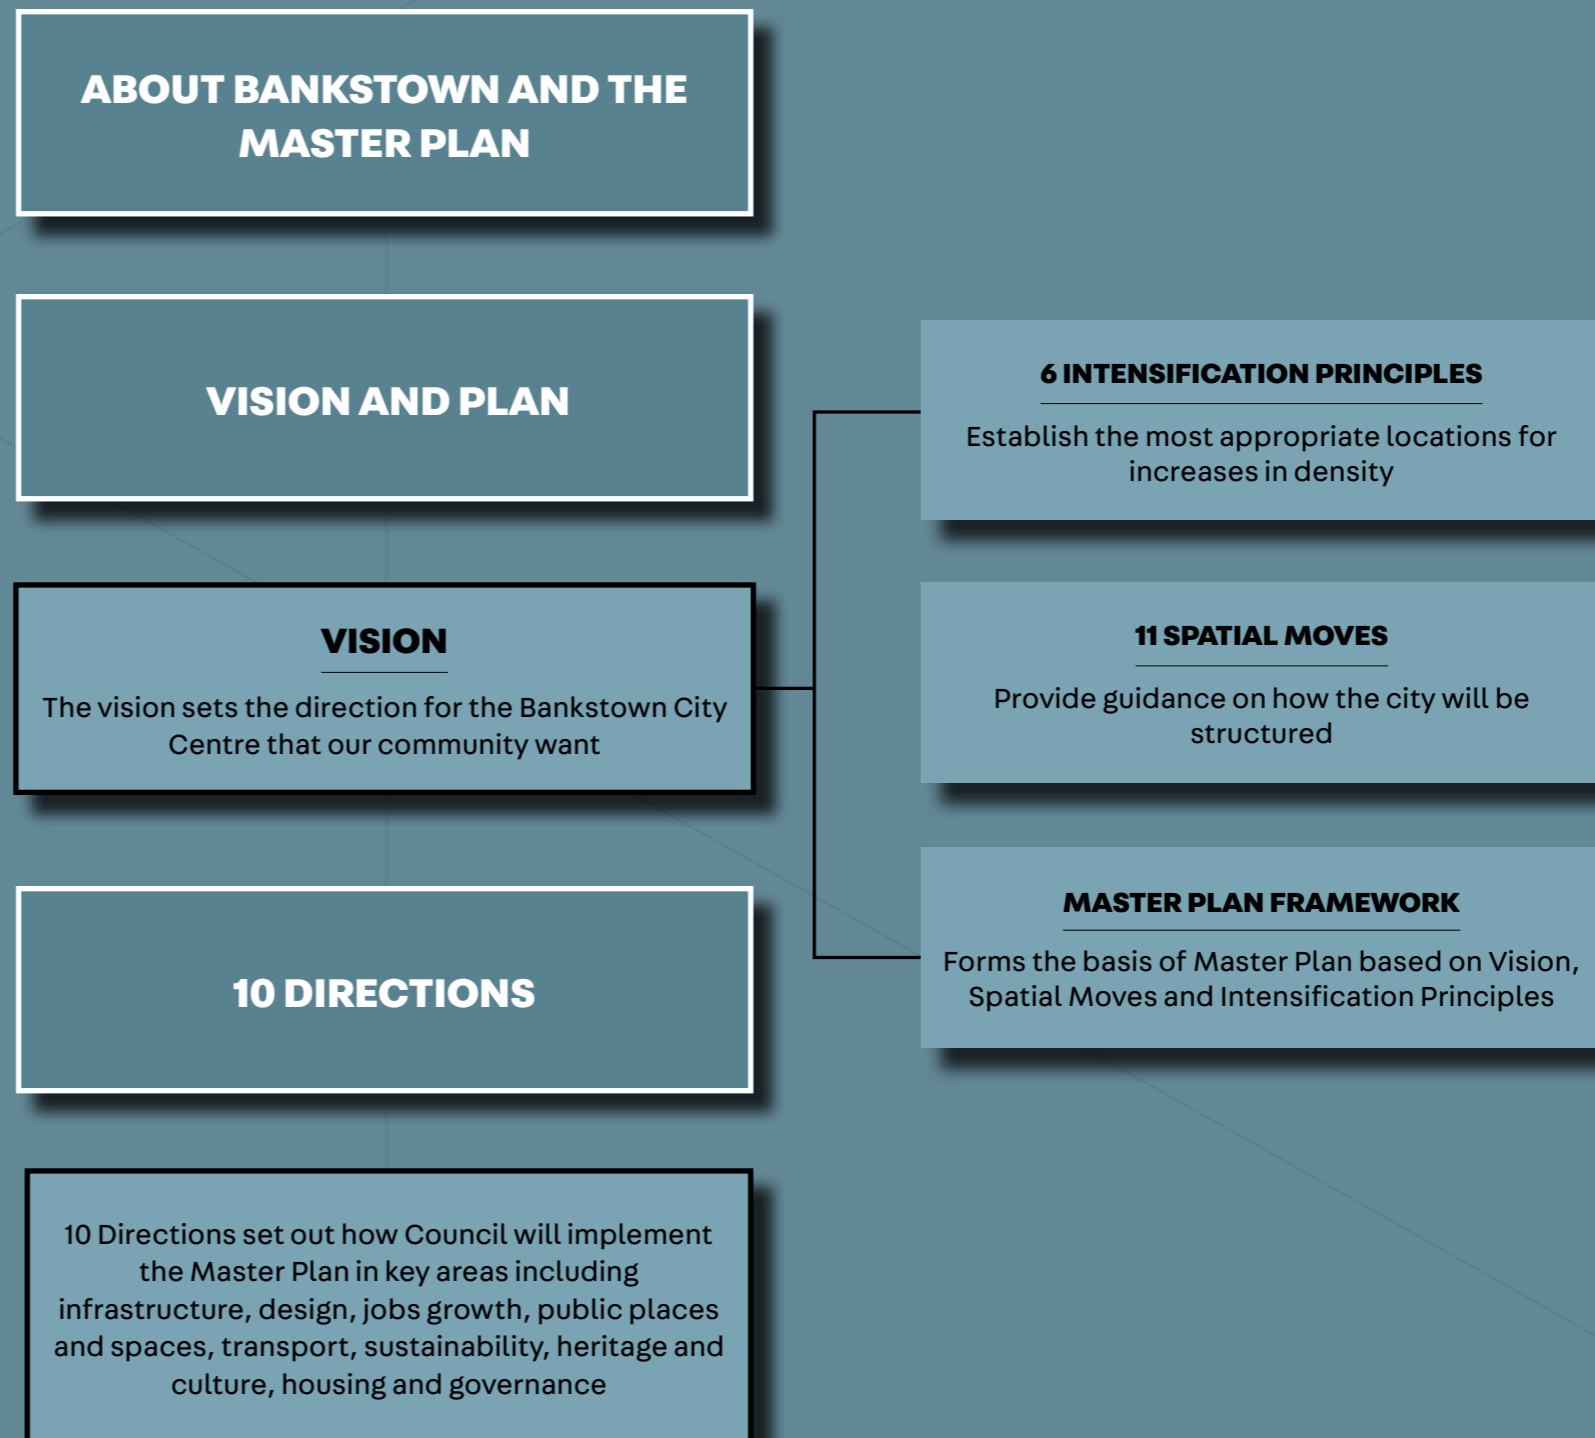 ABOUT BANKSTOWN AND THE
MASTER PLAN
VISION AND PLAN
VISION
The vision sets the direction for the Bankstown City
Centre that our community want
6 INTENSIFICATION PRINCIPLES
Establish the most appropriate locations for
increases in density
11 SPATIAL MOVES
Provide guidance on how the city will be
structured
MASTER PLAN FRAMEWORK
Forms the basis of Master Plan based on Vision,
Spatial Moves and Intensification Principles
10 DIRECTIONS
10 Directions set out how Council will implement
the Master Plan in key areas including
infrastructure, design, jobs growth, public places
and spaces, transport, sustainability, heritage and
culture, housing and governance